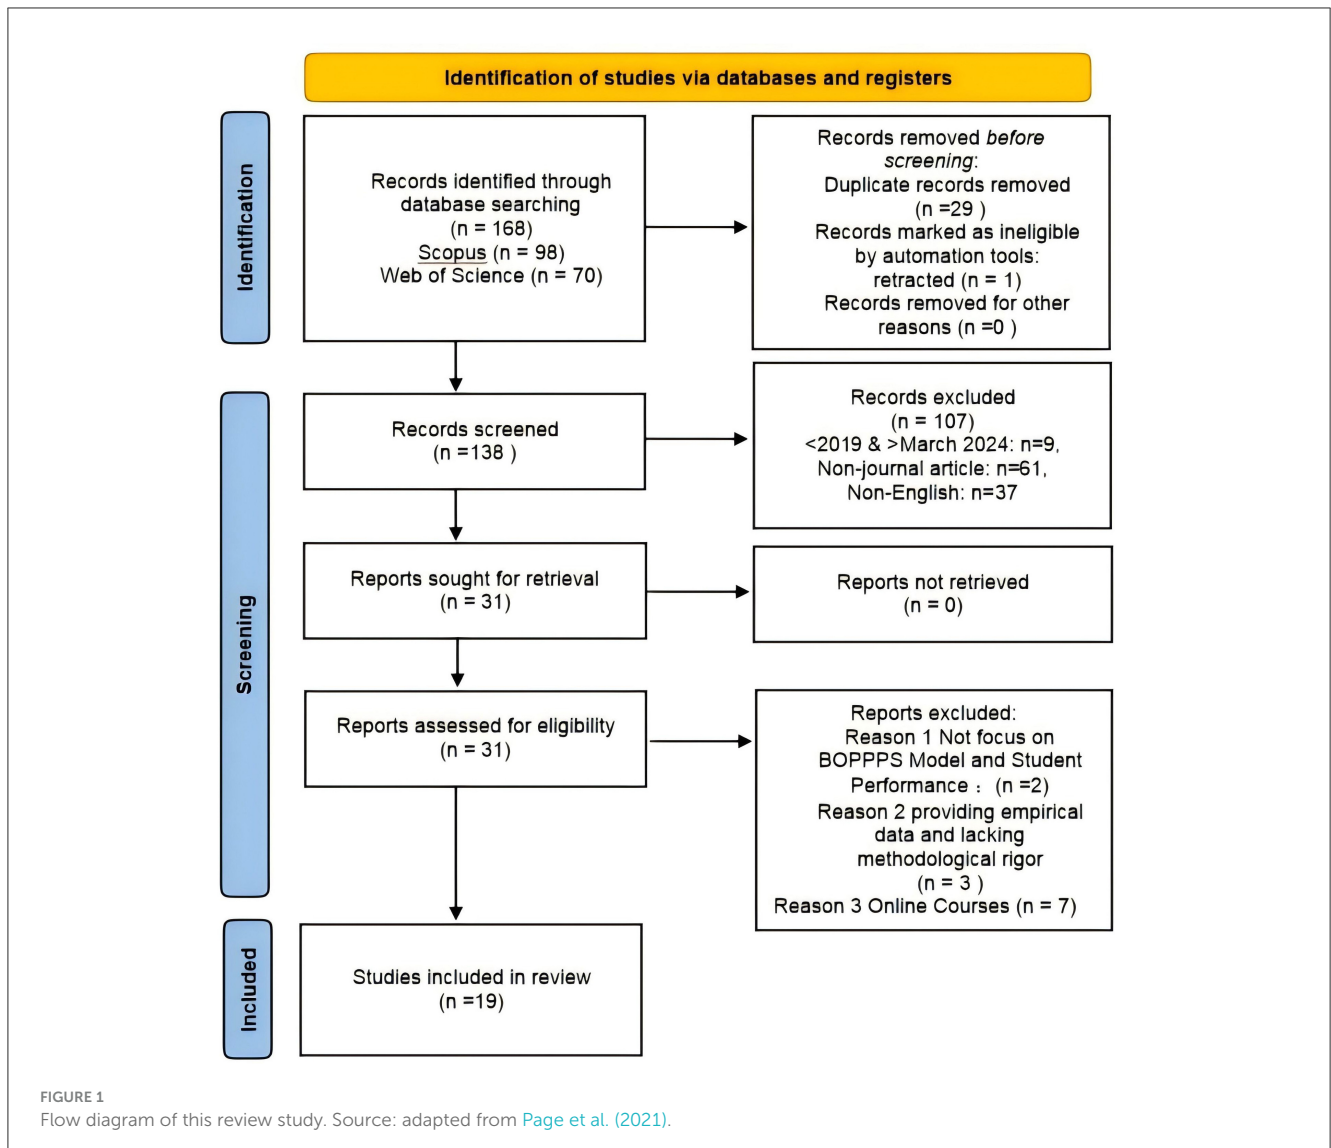 Identification of studies via databases and registers
Identification
Records identified through
database searching
(n = 168)
Scopus (n = 98)
Web of Science (n = 70)
Records removed before
screening:
Duplicate records removed
(n =29 )
Records marked as ineligible
by automation tools:
retracted (n = 1)
Records removed for other
reasons (n =0 )
Screening
Records screened
(n =138 )
Records excluded
(n = 107)
<2019 & >March 2024: n=9,
Non-journal article: n=61,
Non-English: n=37
Reports sought for retrieval
(n = 31)
Reports not retrieved
(n = 0)
Reports assessed for eligibility
(n = 31)
Reports excluded:
Reason 1 Not focus on
BOPPPS Model and Student
Performance ： (n =2)
Reason 2 providing empirical
data and lacking
methodological rigor
(n = 3 )
Reason 3 Online Courses (n = 7)
Included
Studies included in review
(n =19)
FIGURE 1
Flow diagram of this review study. Source: adapted from Page et al. (2021).